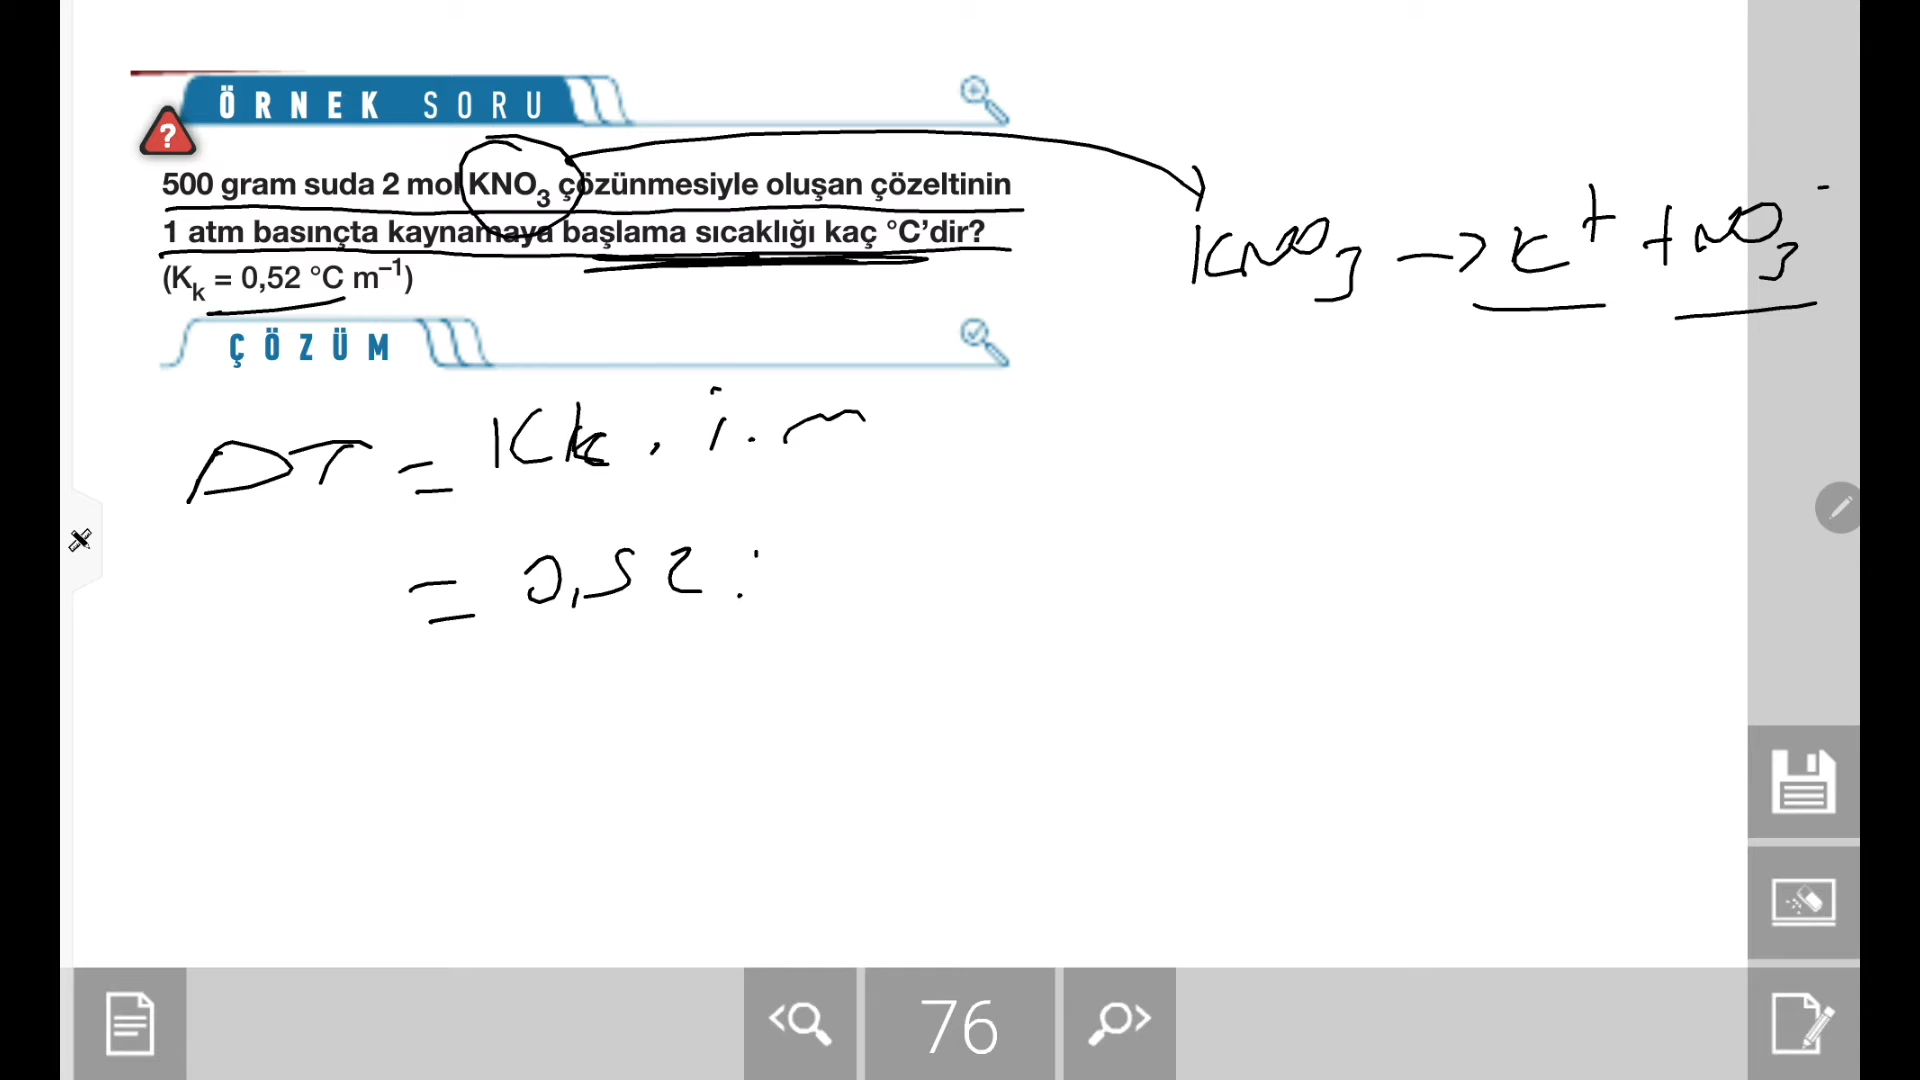 ÖRNEK SORU
?
500 gram suda 2 mol KNO₃ çözünmesiyle oluşan çözeltinin
1 atm basınçta kaynamaya başlama sıcaklığı kaç °C'dir?
(Kₖ = 0,52 °C m⁻¹)
KNO₃ → K⁺ + NO₃⁻
ÇÖZÜM
ΔT = Kk . i . m
= 0,52 .
76